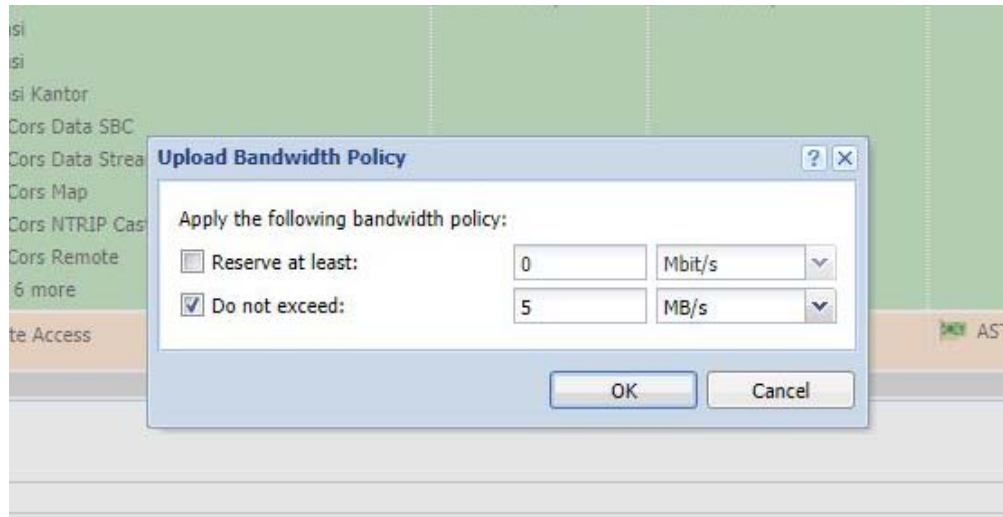 si
si
si Kantor
Cors Data SBC
Cors Data Strea
Cors Map
Cors NTRIP Cas
Cors Remote
6 more
te Access
AST
Upload Bandwidth Policy
?
Apply the following bandwidth policy:
Reserve at least: 0 Mbit/s
Do not exceed: 5 MB/s
OK Cancel